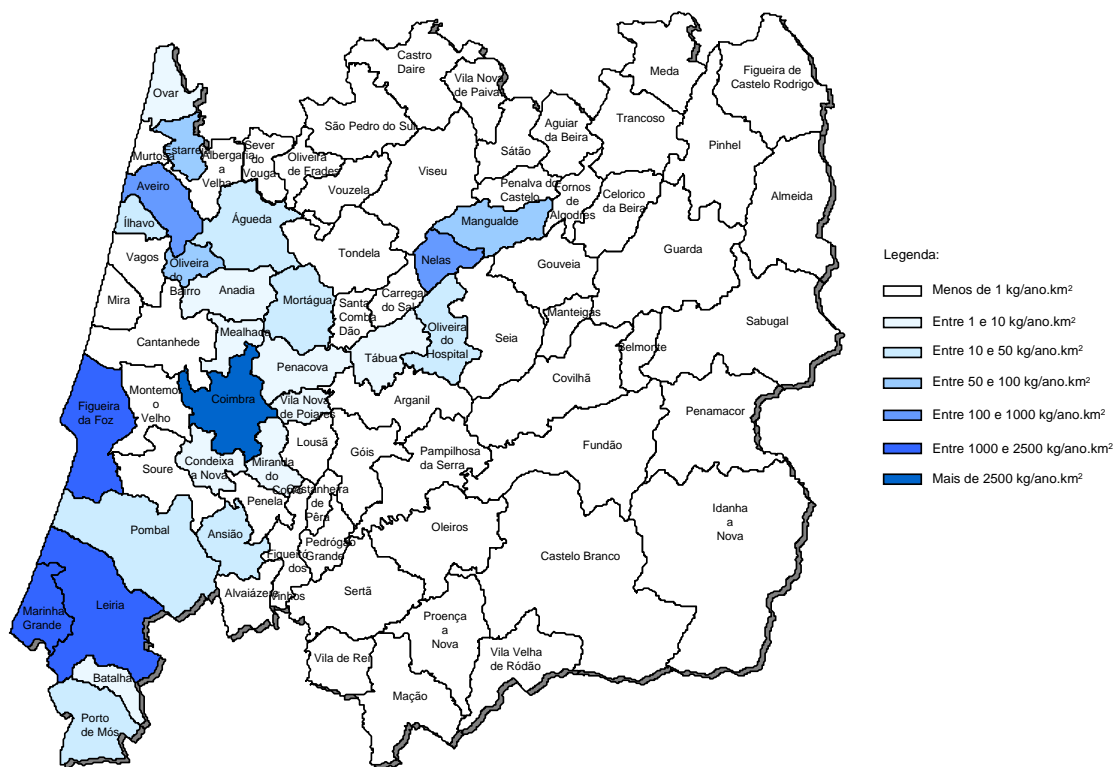 Castro
Daire
Meda
Figueira de
Castelo Rodrigo
Vila Nova
de Paiva
Ovar
Trancoso
São Pedro do Sul
Aguiar
da Beira
Pinhel
Estarreja
Murtosa
Albergaria
a
Velha
Sever
do
Vouga
Oliveira
de Frades
Sátão
Viseu
Aveiro
Vouzela
Penalva do
Castelo
Fornos
de
Algodres
Celorico
da Beira
Almeida
Ílhavo
Águeda
Mangualde
Vagos
Tondela
Guarda
Oliveira
do
Bairro
Nelas
Gouveia
Anadia
Mira
Mortágua
Santa
Comba
Dão
Carregal
do Sal
Manteigas
Sabugal
Cantanhede
Mealhada
Oliveira
do
Hospital
Seia
Belmonte
Tábua
Penacova
Covilhã
Figueira
da Foz
Montemor
o
Velho
Coimbra
Vila Nova
de Poiares
Arganil
Penamacor
Lousã
Góis
Fundão
Soure
Condeixa
a Nova
Miranda
do
Corvo
Pampilhosa
da Serra
Castanheira
de
Pêra
Penela
Idanha
a
Nova
Pombal
Ansião
Oleiros
Pedrógão
Grande
Castelo Branco
Figueiró
dos
Vinhos
Alvaiázere
Sertã
Leiria
Marinha
Grande
Proença
a
Nova
Vila de Rei
Vila Velha
de Ródão
Batalha
Mação
Porto
de Mós
Legenda:
Menos de 1 kg/ano.km²
Entre 1 e 10 kg/ano.km²
Entre 10 e 50 kg/ano.km²
Entre 50 e 100 kg/ano.km²
Entre 100 e 1000 kg/ano.km²
Entre 1000 e 2500 kg/ano.km²
Mais de 2500 kg/ano.km²